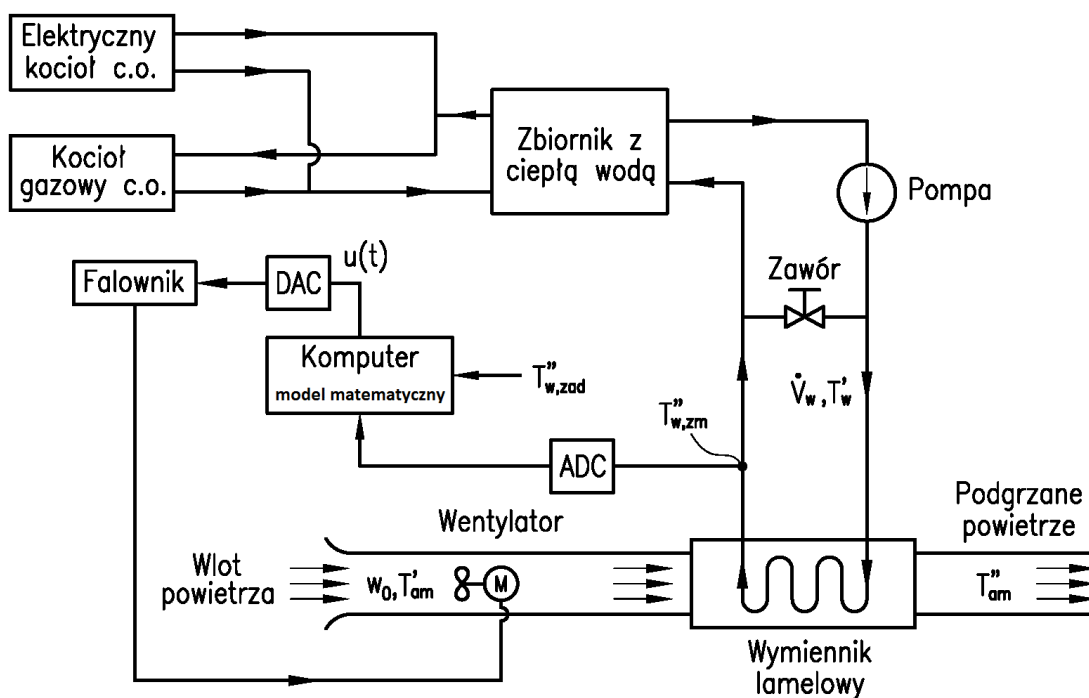 Elektryczny
kocioł c.o.
Kocioł
gazowy c.o.
Zbiornik z
ciepłą wodą
Pompa
Zawór
Falownik
DAC
u(t)
Komputer
model matematyczny
T"w,zad
T"w,zm
V̇w,T'w
ADC
Wentylator
Podgrzane
powietrze
Wlot
powietrza
w0,T'am
M
T"am
Wymiennik
lamelowy